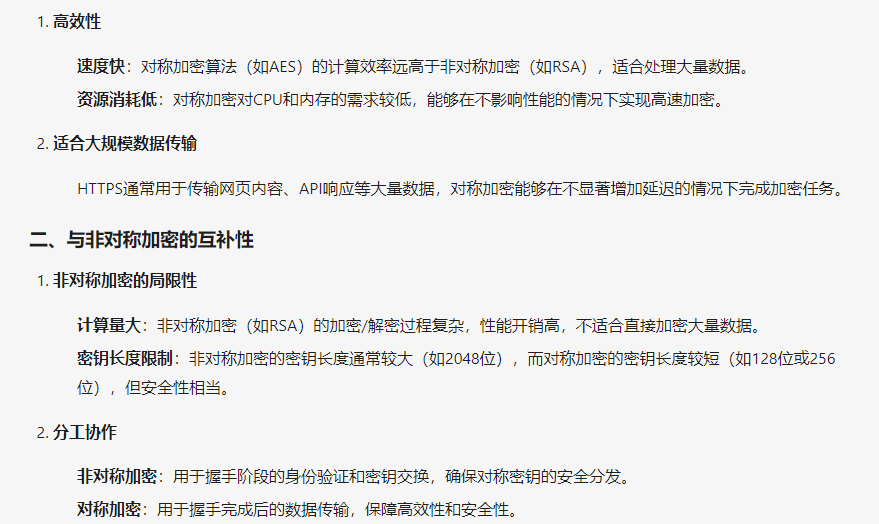 1. 高效性
速度快：对称加密算法（如AES）的计算效率远高于非对称加密（如RSA），适合处理大量数据。
资源消耗低：对称加密对CPU和内存的需求较低，能够在不影响性能的情况下实现高速加密。
2. 适合大规模数据传输
HTTPS通常用于传输网页内容、API响应等大量数据，对称加密能够在不显著增加延迟的情况下完成加密任务。
二、与非对称加密的互补性
1. 非对称加密的局限性
计算量大：非对称加密（如RSA）的加密/解密过程复杂，性能开销高，不适合直接加密大量数据。
密钥长度限制：非对称加密的密钥长度通常较大（如2048位），而对称加密的密钥长度较短（如128位或256
位），但安全性相当。
2. 分工协作
非对称加密：用于握手阶段的身份验证和密钥交换，确保对称密钥的安全分发。
对称加密：用于握手完成后的数据传输，保障高效性和安全性。